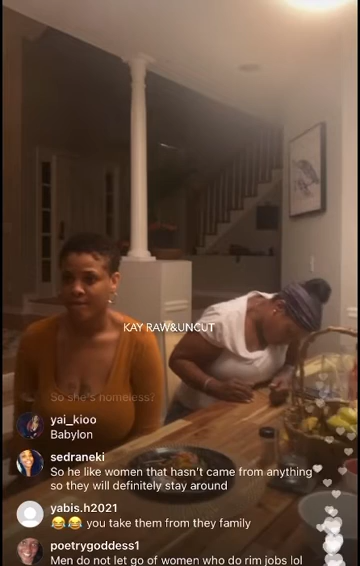 KAY RAW&UNCUT
So she's homeless?
yai_kioo
Babylon
sedraneki
So he like women that hasn't came from anything
so they will definitely stay around
yabis.h2021
😂😂 you take them from they family
poetrygoddess1
Men do not let go of women who do rim jobs lol